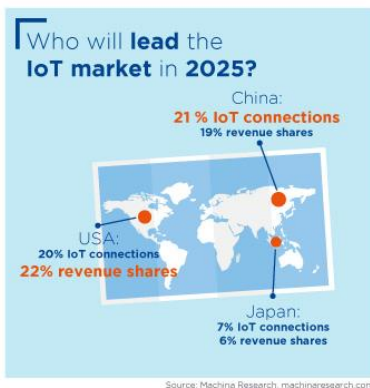 Who will lead the
IoT market in 2025?
China:
21 % IoT connections
19% revenue shares
USA:
20% IoT connections
22% revenue shares
Japan:
7% IoT connections
6% revenue shares
Source: Machina Research, machinaresearch.com